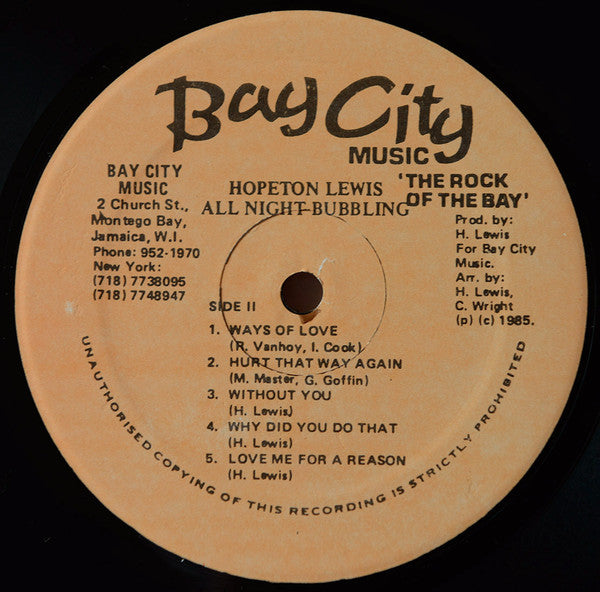 Bay City
MUSIC
'THE ROCK
OF THE BAY'
BAY CITY
MUSIC
2 Church St.,
Montego Bay,
Jamaica, W.I.
Phone: 952-1970
New York:
(718) 7738095
(718) 7748947
HOPETON LEWIS
ALL NIGHT BUBBLING
Prod. by:
H. Lewis
For Bay City
Music.
Arr. by:
H. Lewis,
C. Wright
(p) (c) 1985.
SIDE II
1. WAYS OF LOVE
(R. Vanhoy, I. Cook)
2. HURT THAT WAY AGAIN
(M. Master, G. Goffin)
3. WITHOUT YOU
(H. Lewis)
4. WHY DID YOU DO THAT
(H. Lewis)
5. LOVE ME FOR A REASON
(H. Lewis)
UNAUTHORISED COPYING OF THIS RECORDING IS STRICTLY PROHIBITED